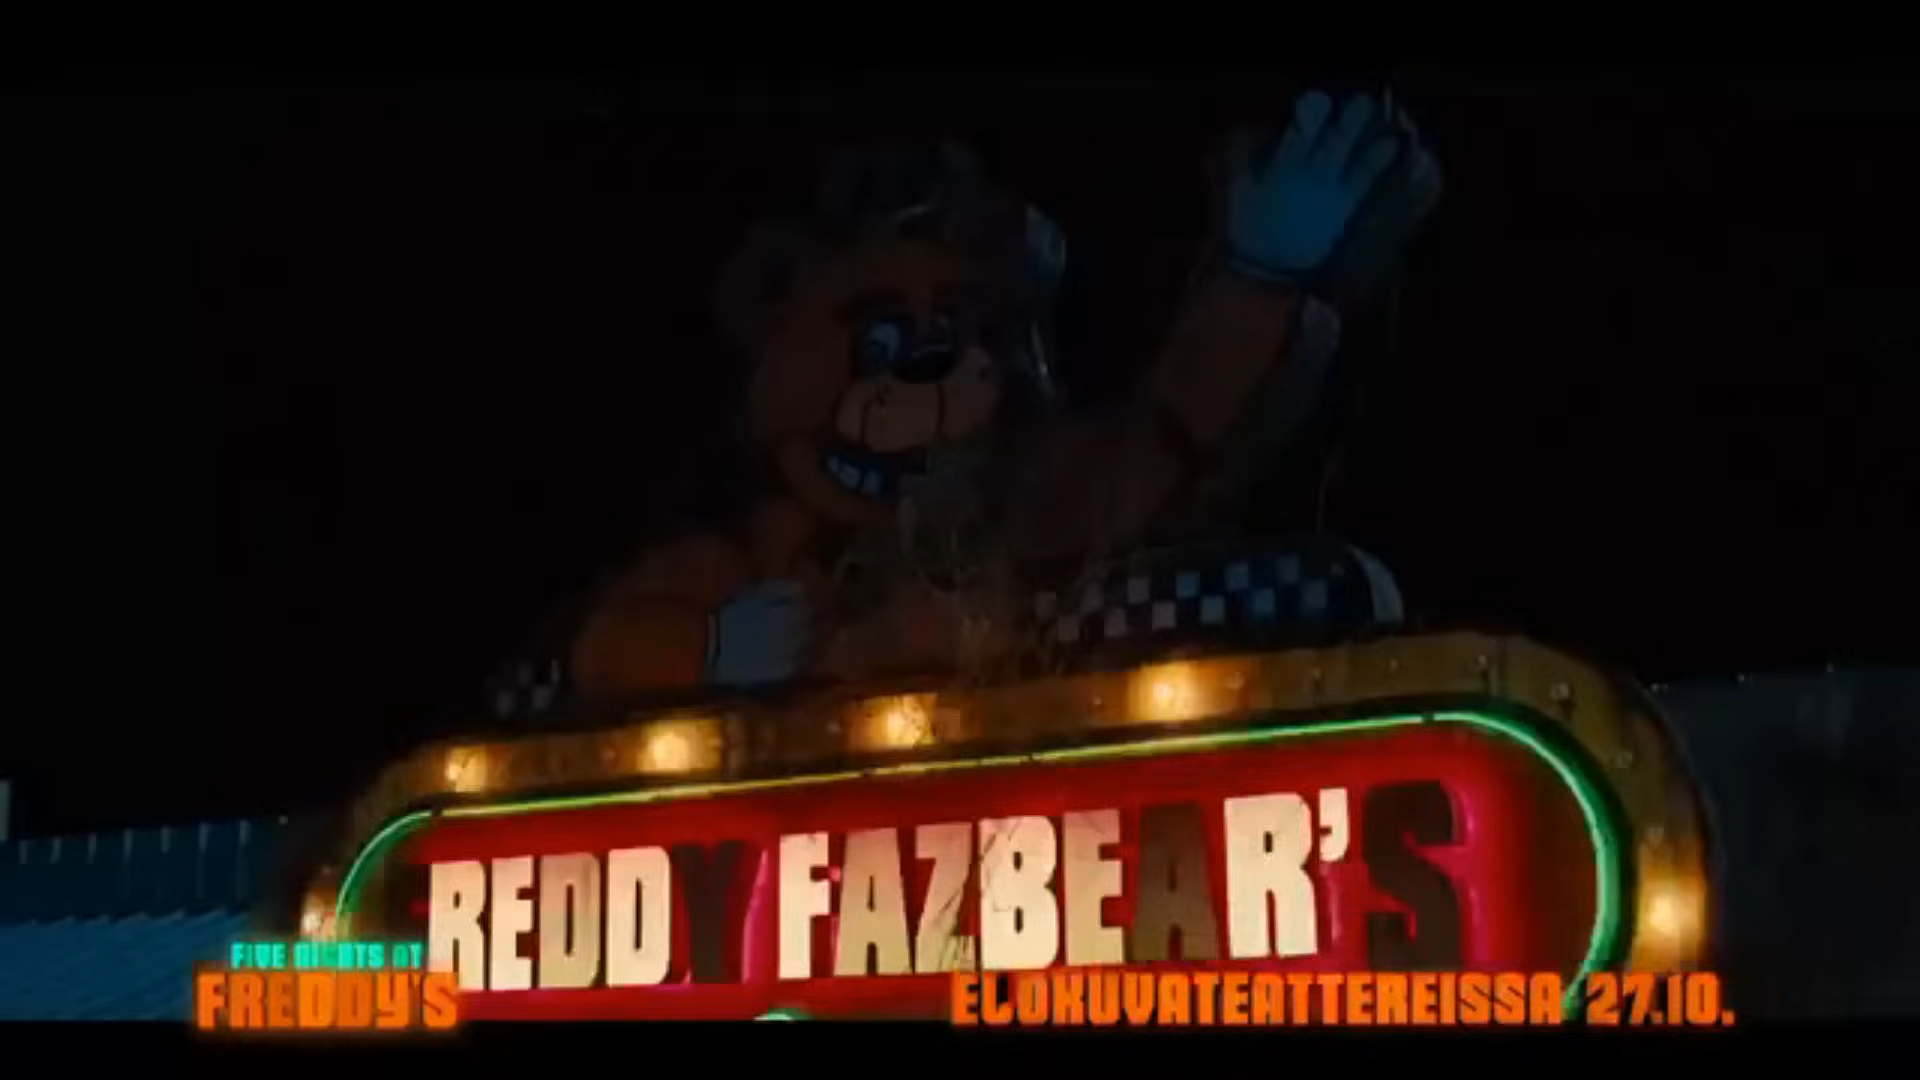 REDDY FAZBEAR'S
FIVE NIGHTS AT
FREDDY'S
ELOKUVATEATTEREISSA 27.10.